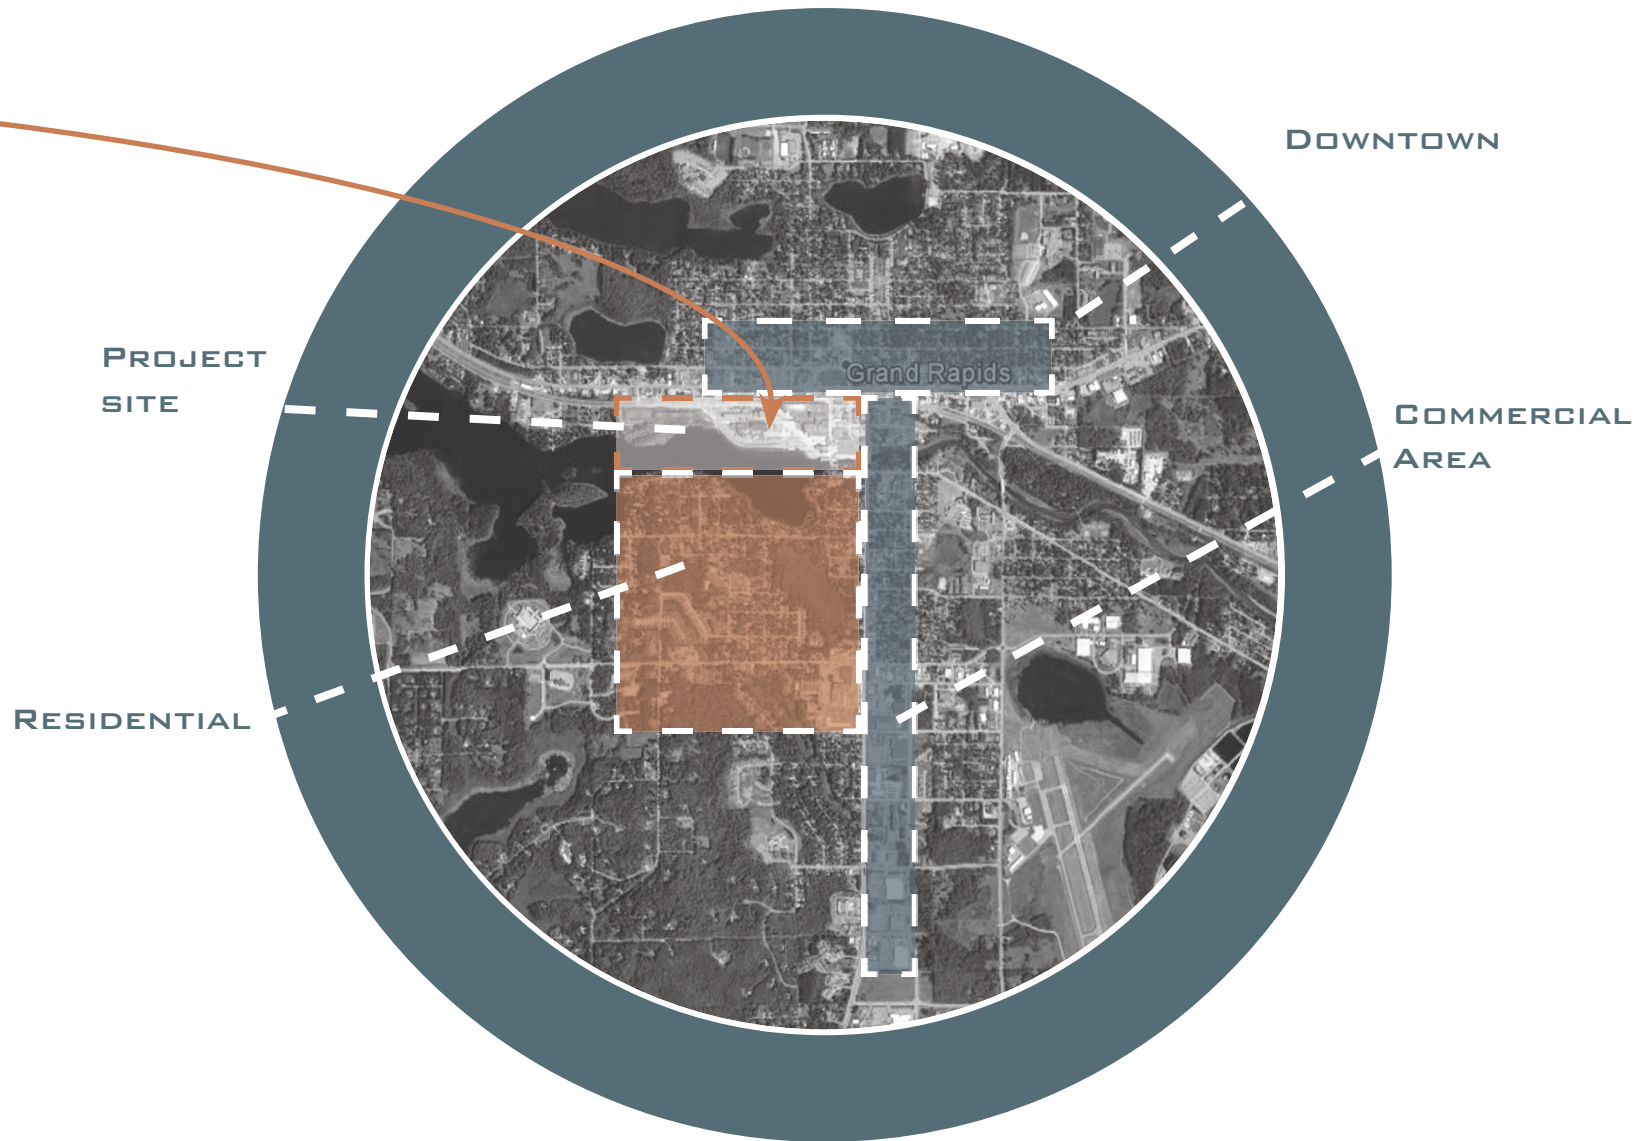 Downtown
Project
site
Grand Rapids
Commercial
Area
Residential